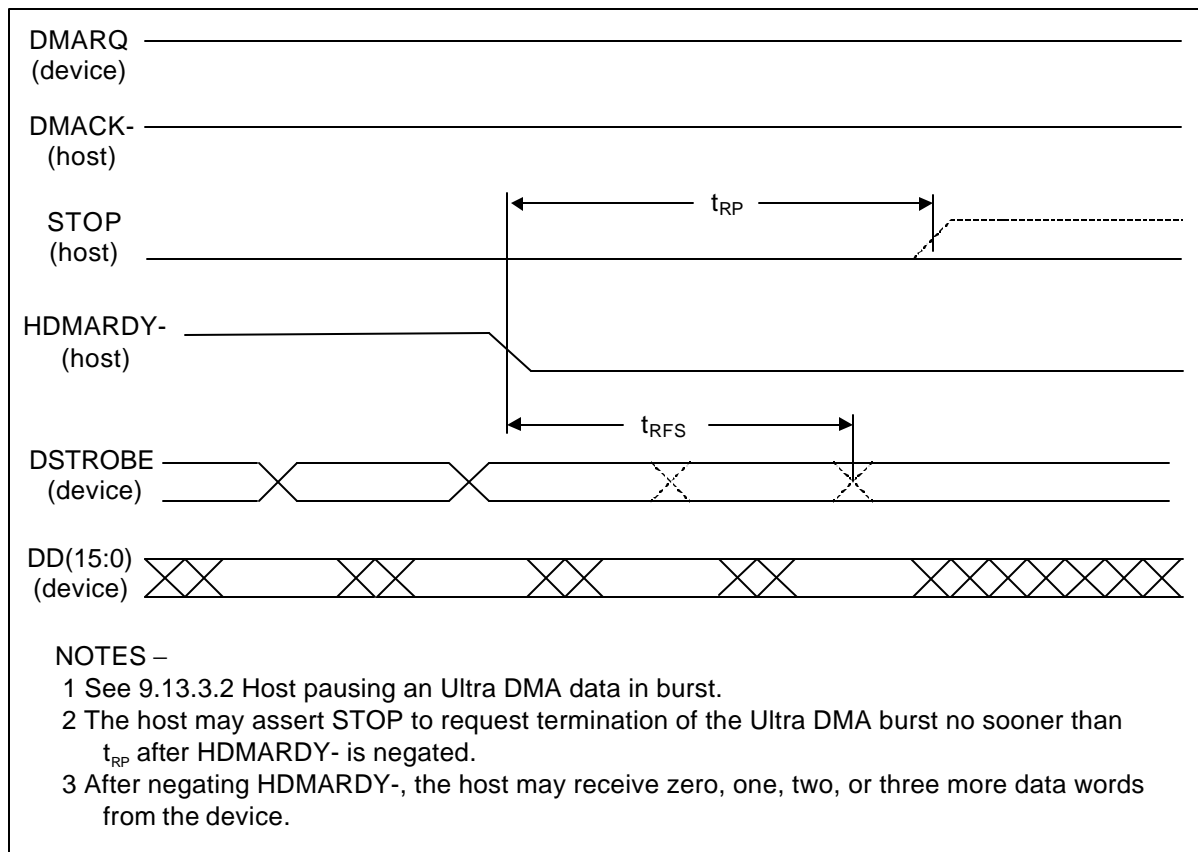 DMARQ
(device)
DMACK-
(host)
STOP
(host)
tRP
HDMARDY-
(host)
tRFS
DSTROBE
(device)
DD(15:0)
(device)
NOTES –
1 See 9.13.3.2 Host pausing an Ultra DMA data in burst.
2 The host may assert STOP to request termination of the Ultra DMA burst no sooner than
tRP after HDMARDY- is negated.
3 After negating HDMARDY-, the host may receive zero, one, two, or three more data words
from the device.